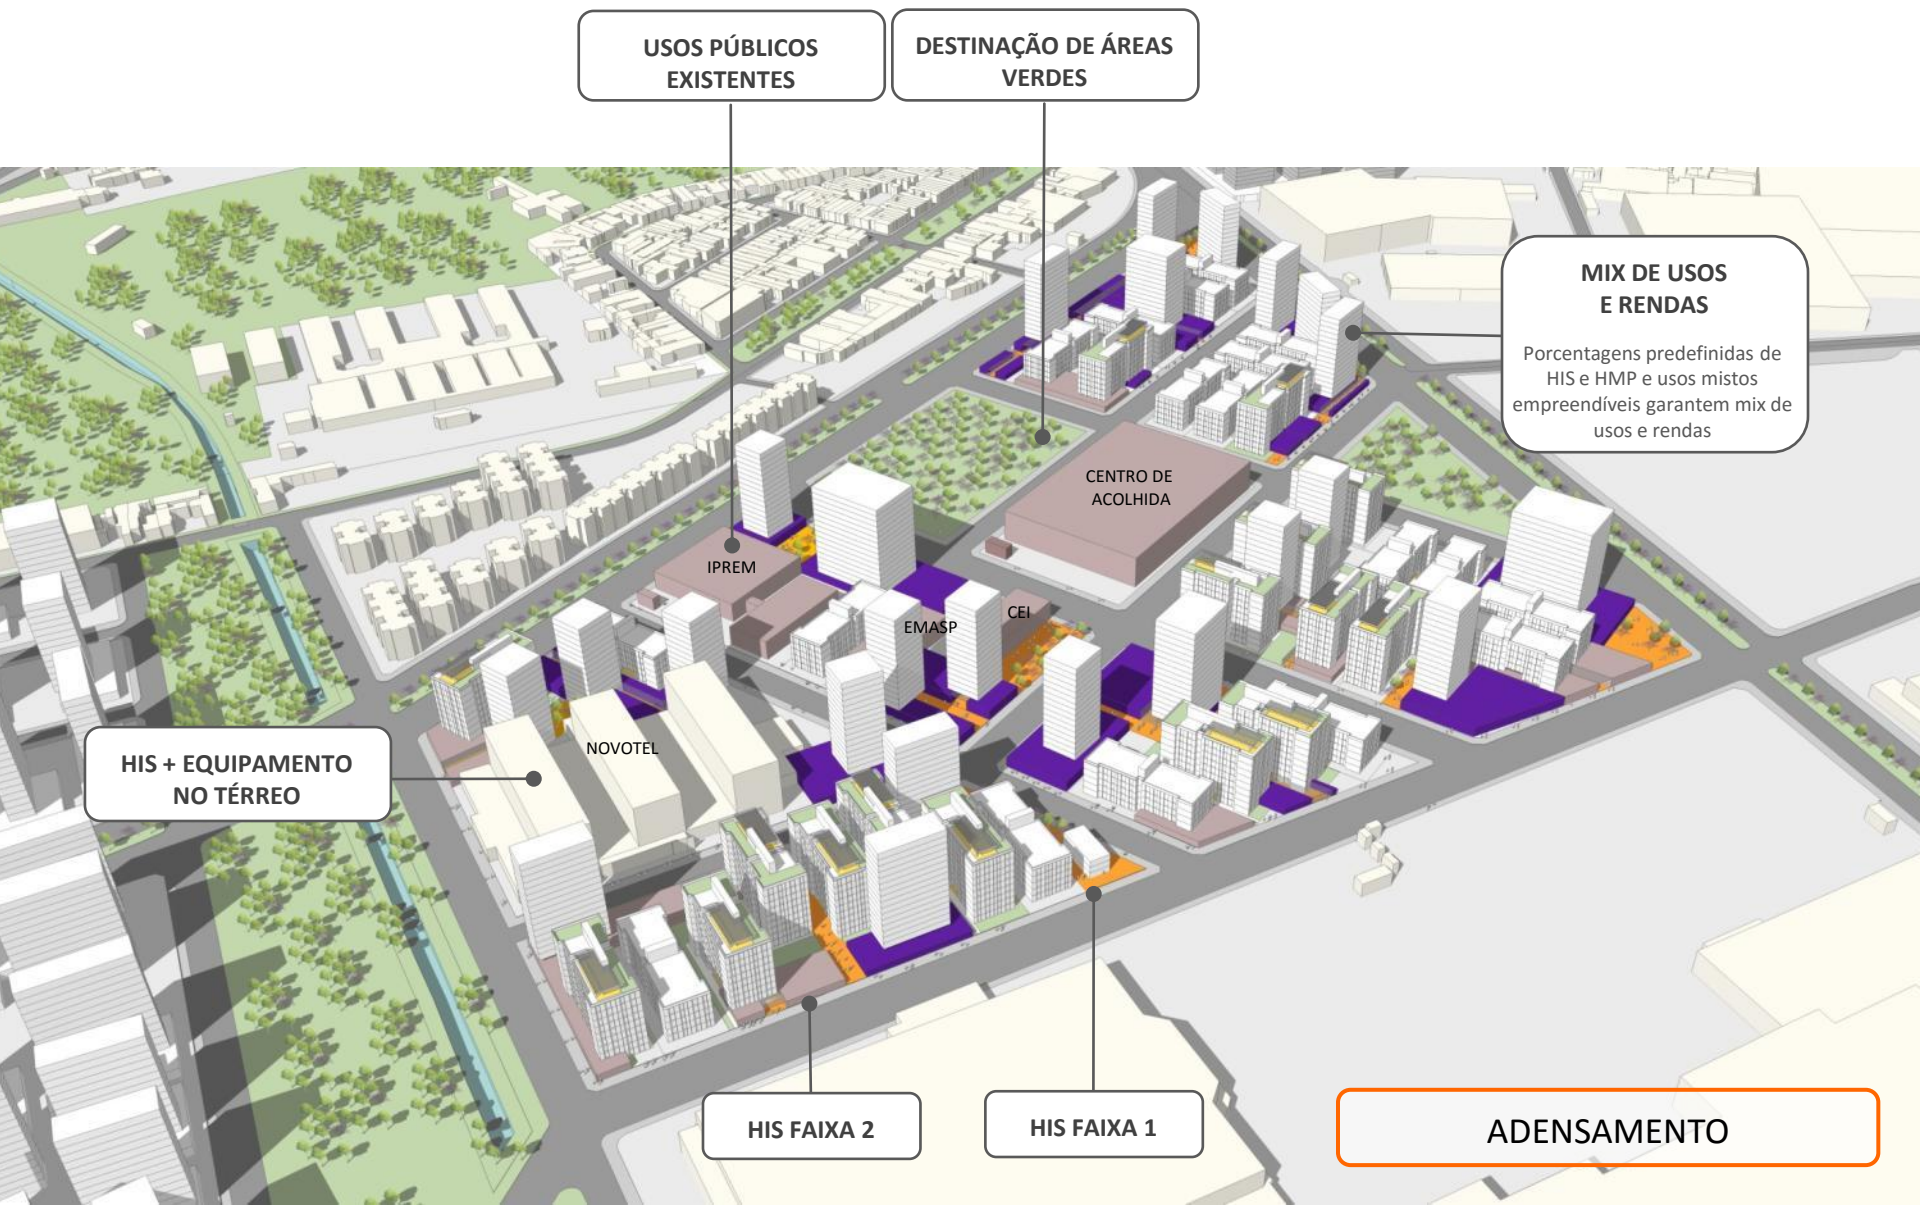 USOS PÚBLICOS
EXISTENTES
DESTINAÇÃO DE ÁREAS
VERDES
MIX DE USOS
E RENDAS
Porcentagens predefinidas de
HIS e HMP e usos mistos
empreendíveis garantem mix de
usos e rendas
CENTRO DE
ACOLHIDA
IPREM
CEI
EMASP
NOVOTEL
HIS + EQUIPAMENTO
NO TÉRREO
HIS FAIXA 2
HIS FAIXA 1
ADENSAMENTO